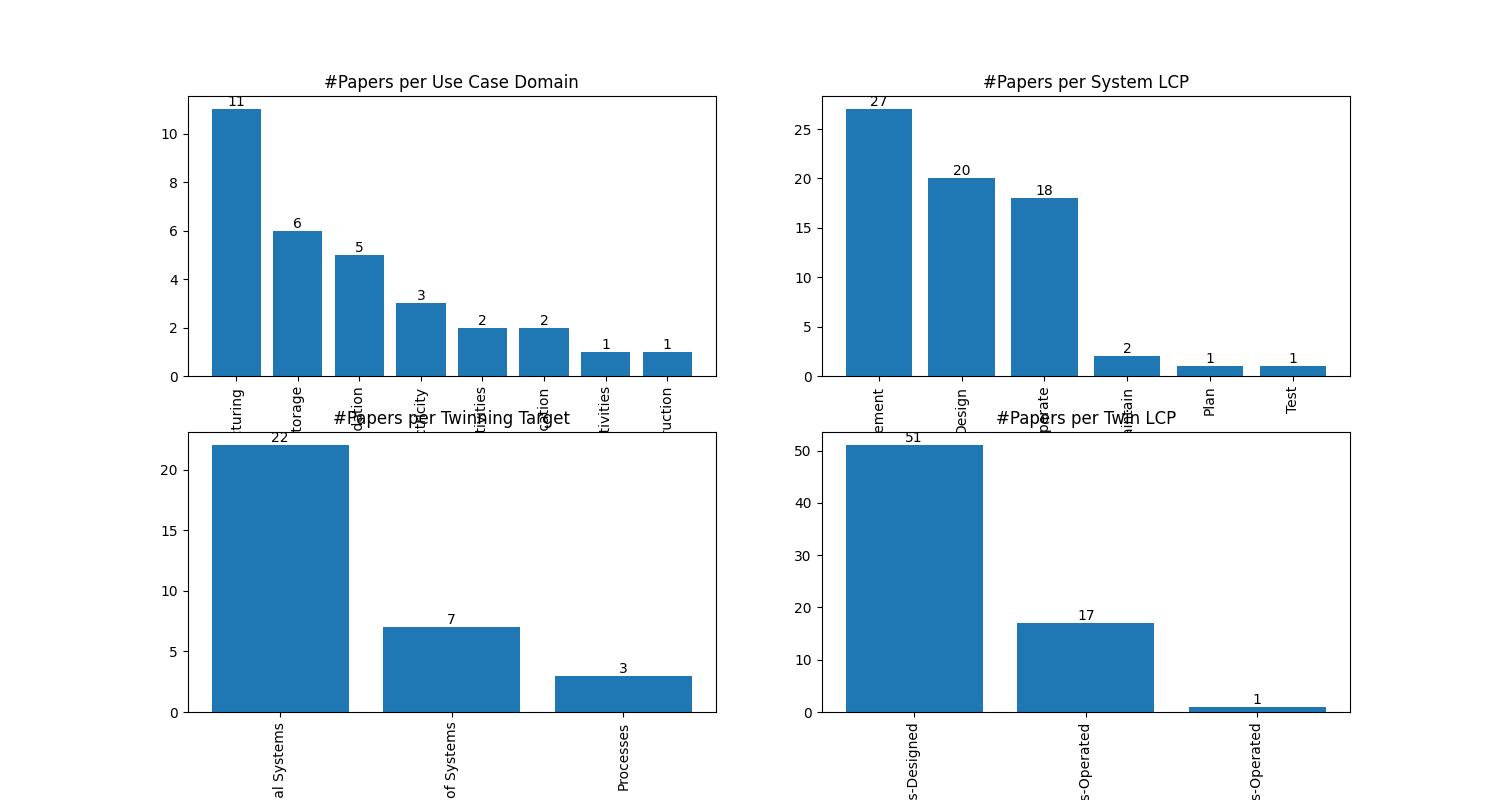 #Papers per Use Case Domain
11
6
5
3
2
2
1
1
10
8
6
4
2
0
turing
torage
dation
tricity
tivities
cation
tivities
ruction
#Papers per System LCP
27
20
18
2
1
1
25
20
15
10
5
0
ement
Design
perate
aintain
Plan
Test
#Papers per Twinning Target
22
7
3
20
15
10
5
0
al Systems
of Systems
Processes
#Papers per Twin LCP
51
17
1
50
40
30
20
10
0
s-Designed
s-Operated
s-Operated